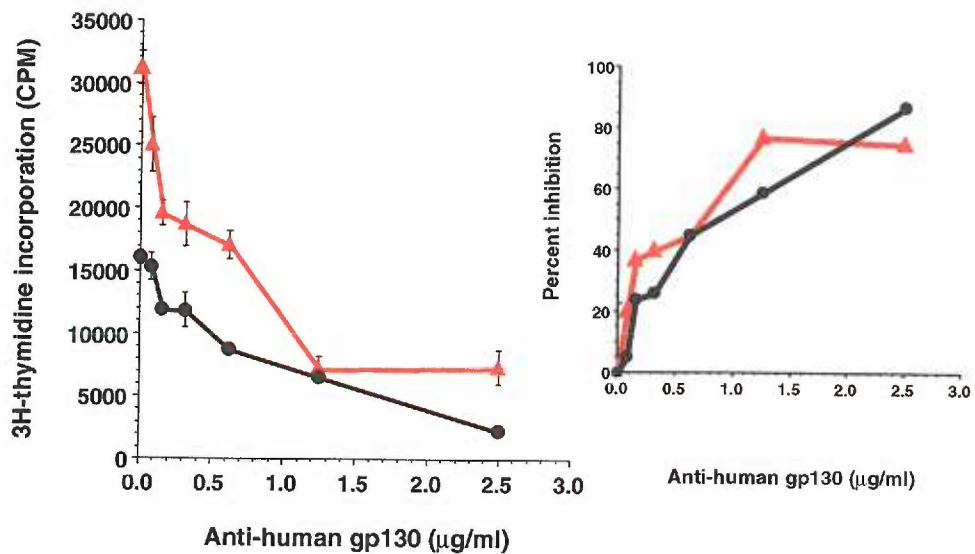 3H-thymidine incorporation (CPM)
35000
30000
25000
20000
15000
10000
5000
0
0.0 0.5 1.0 1.5 2.0 2.5 3.0
Anti-human gp130 (µg/ml)
Percent inhibition
100
80
60
40
20
0
0.0 0.5 1.0 1.5 2.0 2.5 3.0
Anti-human gp130 (µg/ml)